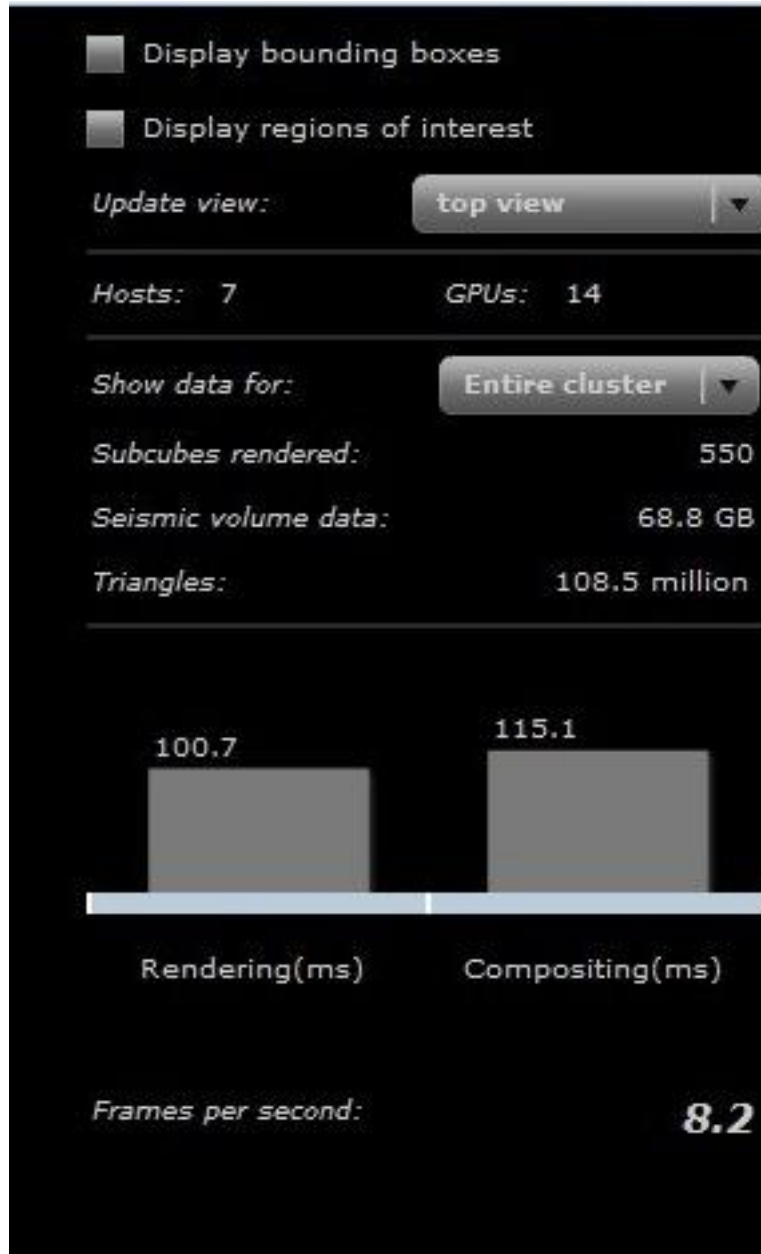 Display bounding boxes
Display regions of interest
Update view: top view
Hosts: 7 GPUs: 14
Show data for: Entire cluster
Subcubes rendered: 550
Seismic volume data: 68.8 GB
Triangles: 108.5 million
100.7 115.1
Rendering(ms) Compositing(ms)
Frames per second: 8.2